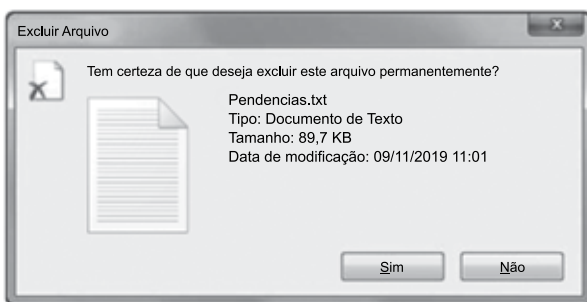 Excluir Arquivo
Tem certeza de que deseja excluir este arquivo permanentemente?
Pendencias.txt
Tipo: Documento de Texto
Tamanho: 89,7 KB
Data de modificação: 09/11/2019 11:01
Sim
Não